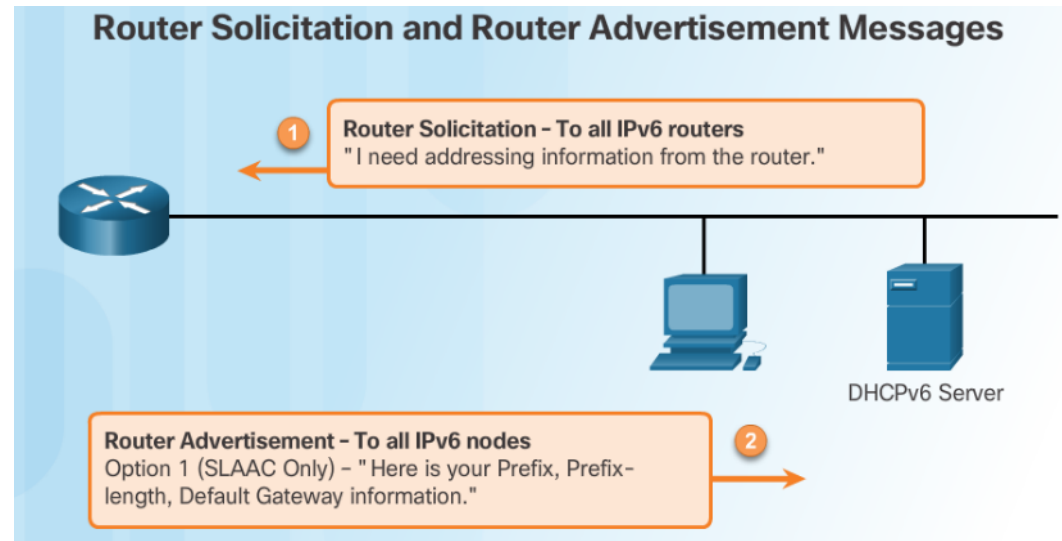 Router Solicitation and Router Advertisement Messages
1
Router Solicitation – To all IPv6 routers
"I need addressing information from the router."
DHCPv6 Server
Router Advertisement – To all IPv6 nodes
Option 1 (SLAAC Only) – "Here is your Prefix, Prefix-
length, Default Gateway information."
2